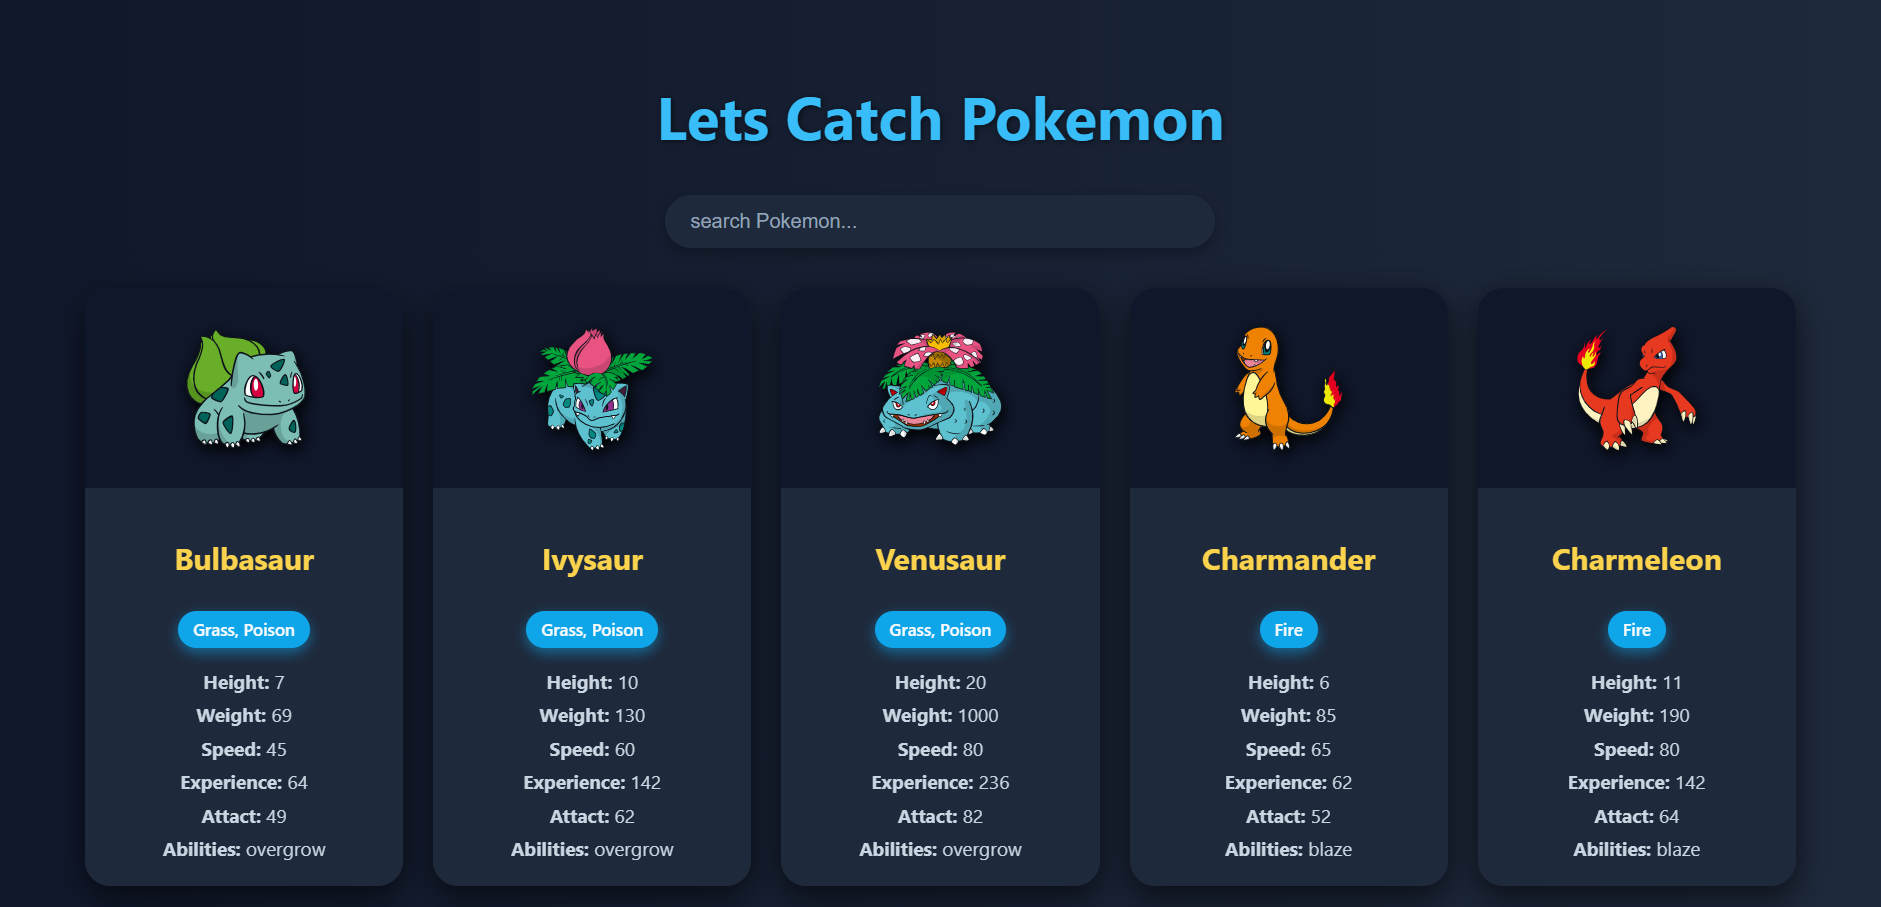 Lets Catch Pokemon
search Pokemon...
Bulbasaur
Grass, Poison
Height: 7
Weight: 69
Speed: 45
Experience: 64
Attact: 49
Abilities: overgrow
Ivysaur
Grass, Poison
Height: 10
Weight: 130
Speed: 60
Experience: 142
Attact: 62
Abilities: overgrow
Venusaur
Grass, Poison
Height: 20
Weight: 1000
Speed: 80
Experience: 236
Attact: 82
Abilities: overgrow
Charmander
Fire
Height: 6
Weight: 85
Speed: 65
Experience: 62
Attact: 52
Abilities: blaze
Charmeleon
Fire
Height: 11
Weight: 190
Speed: 80
Experience: 142
Attact: 64
Abilities: blaze